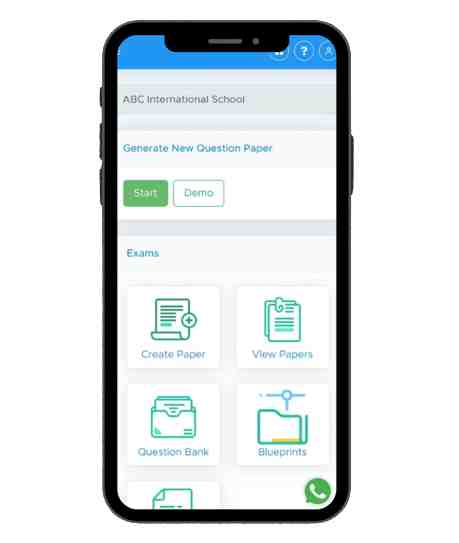 ?
ABC International School
Generate New Question Paper
Start Demo
Exams
Create Paper View Papers
Question Bank Blueprints